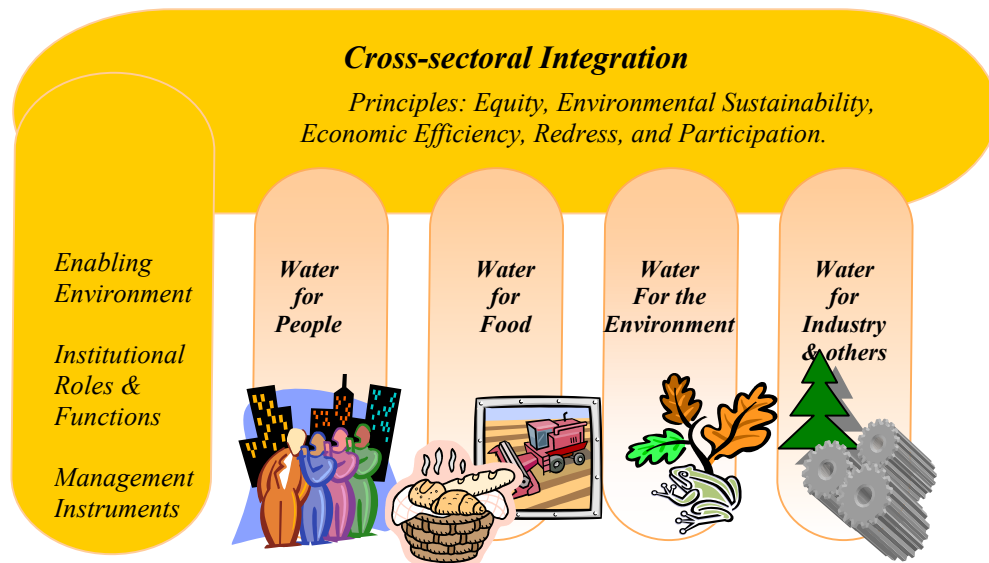 Cross-sectoral Integration
Principles: Equity, Environmental Sustainability,
Economic Efficiency, Redress, and Participation.
Enabling
Environment
Institutional
Roles &
Functions
Management
Instruments
Water
for
People
Water
for
Food
Water
For the
Environment
Water
for
Industry
& others